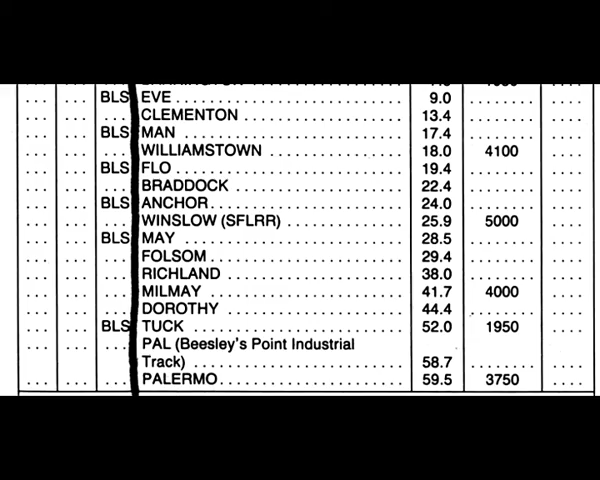 ... ... BLS EVE 9.0 ........ ....
... ... ... CLEMENTON 13.4 ........ ....
... ... BLS MAN 17.4 ........ ....
... ... ... WILLIAMSTOWN 18.0 4100 ....
... ... BLS FLO 19.4 ........ ....
... ... ... BRADDOCK 22.4 ........ ....
... ... BLS ANCHOR 24.0 ........ ....
... ... ... WINSLOW (SFLRR) 25.9 5000 ....
... ... BLS MAY 28.5 ........ ....
... ... ... FOLSOM 29.4 ........ ....
... ... ... RICHLAND 38.0 ........ ....
... ... ... MILMAY 41.7 4000 ....
... ... ... DOROTHY 44.4 ........ ....
... ... BLS TUCK 52.0 1950 ....
... ... ... PAL (Beesley's Point Industrial
Track) 58.7 ........ ....
... ... ... PALERMO 59.5 3750 ....